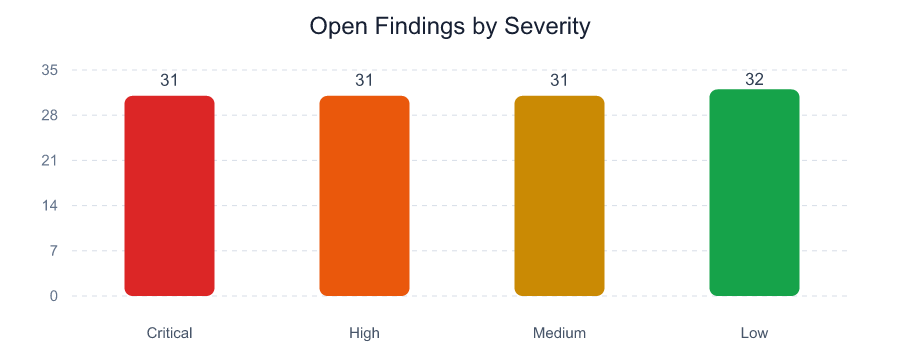 Open Findings by Severity
35
28
21
14
7
0
31
31
31
32
Critical
High
Medium
Low